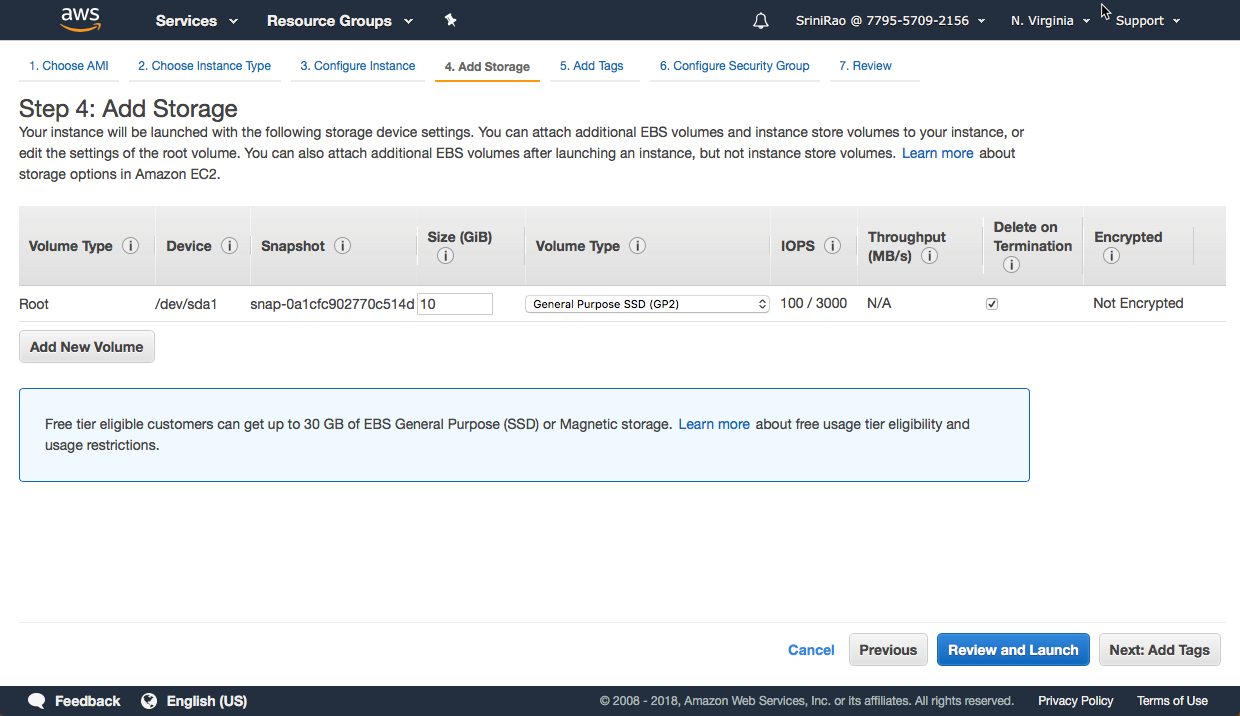 aws Services Resource Groups SriniRao @ 7795-5709-2156 N. Virginia Support
1. Choose AMI 2. Choose Instance Type 3. Configure Instance 4. Add Storage 5. Add Tags 6. Configure Security Group 7. Review
Step 4: Add Storage
Your instance will be launched with the following storage device settings. You can attach additional EBS volumes and instance store volumes to your instance, or
edit the settings of the root volume. You can also attach additional EBS volumes after launching an instance, but not instance store volumes. Learn more about
storage options in Amazon EC2.
Volume Type i Device i Snapshot i Size (GiB) i Volume Type i IOPS i Throughput (MB/s) i Delete on Termination i Encrypted i
Root /dev/sda1 snap-0a1cfc902770c514d 10 General Purpose SSD (GP2) 100 / 3000 N/A Not Encrypted
Add New Volume
Free tier eligible customers can get up to 30 GB of EBS General Purpose (SSD) or Magnetic storage. Learn more about free usage tier eligibility and
usage restrictions.
Cancel Previous Review and Launch Next: Add Tags
Feedback English (US) © 2008 - 2018, Amazon Web Services, Inc. or its affiliates. All rights reserved. Privacy Policy Terms of Use